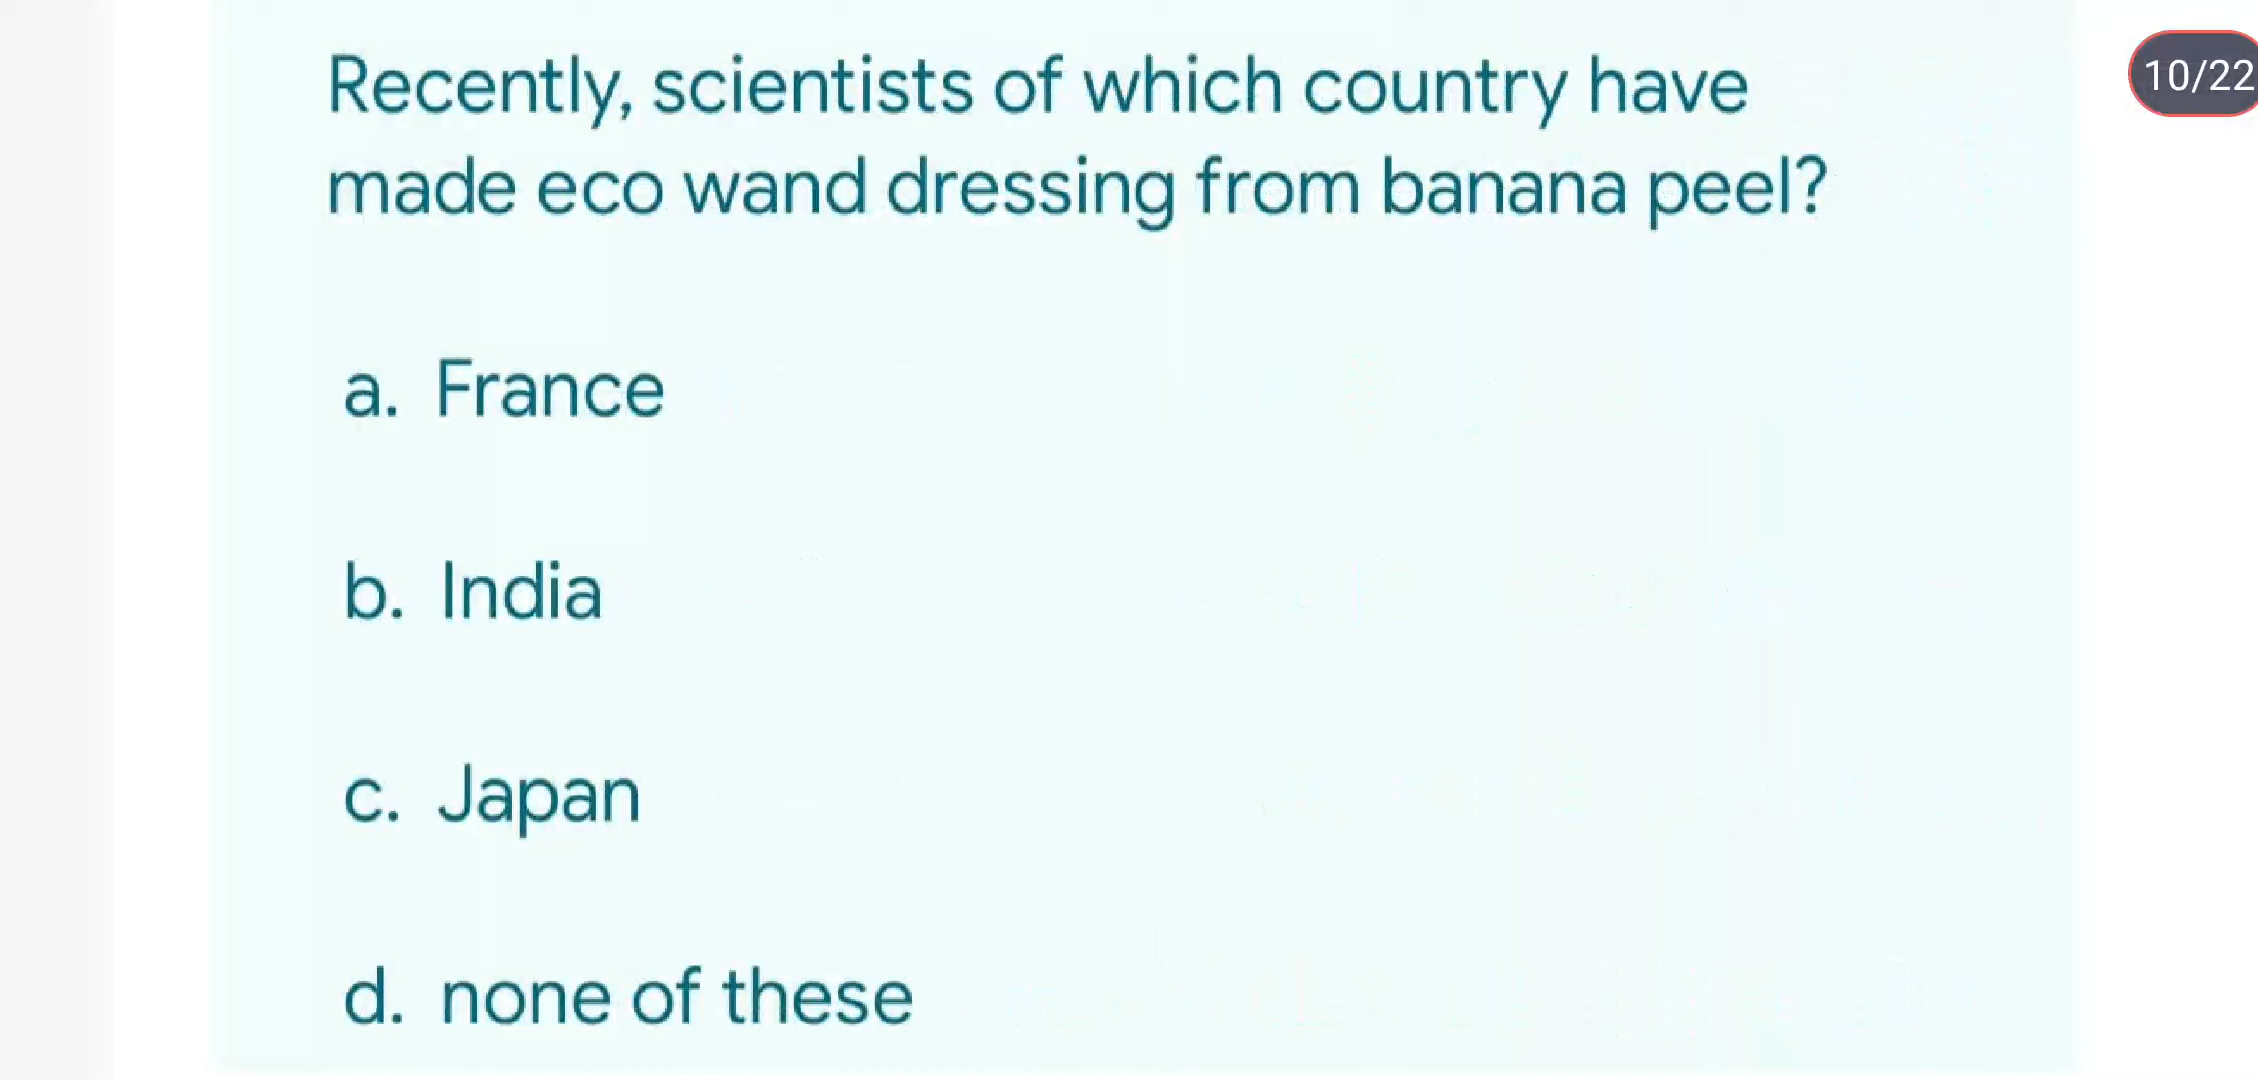 Recently, scientists of which country have
10/22
made eco wand dressing from banana peel?
a. France
b. India
c. Japan
d. none of these